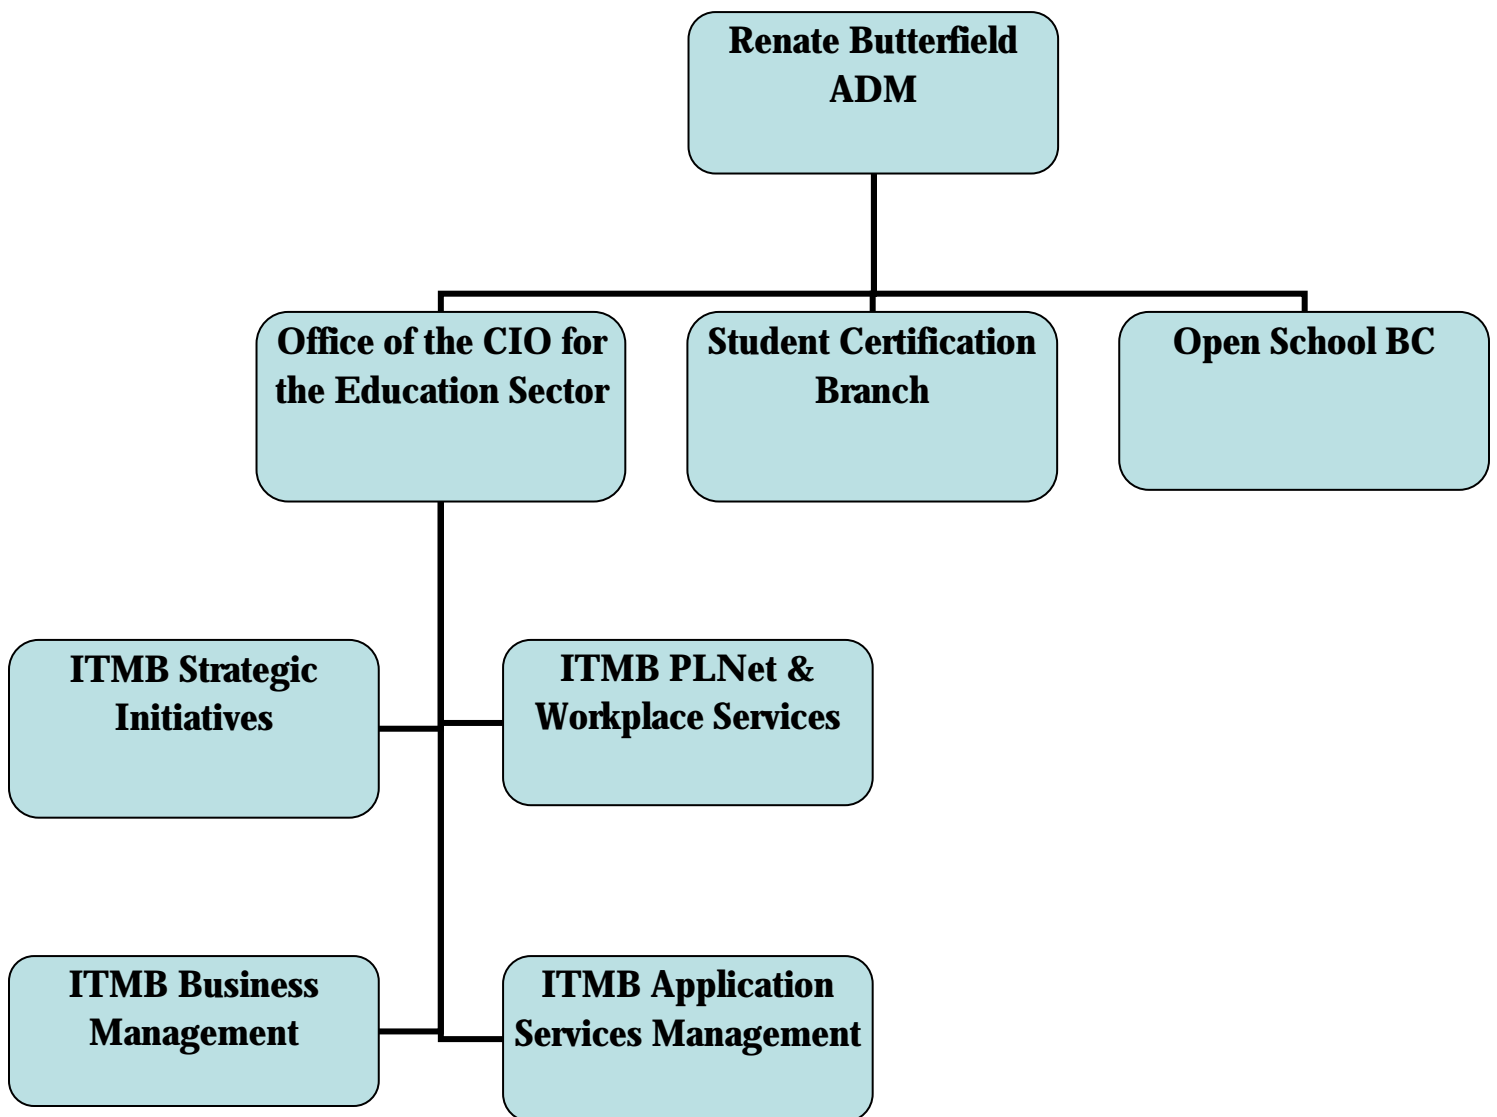 Renate Butterfield
ADM
Office of the CIO for
the Education Sector
Student Certification
Branch
Open School BC
ITMB Strategic
Initiatives
ITMB PLNet &
Workplace Services
ITMB Business
Management
ITMB Application
Services Management